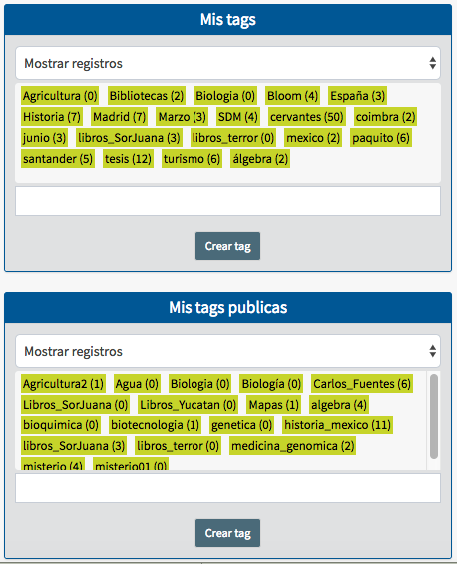 Mis tags
Mostrar registros
Agricultura (0) Bibliotecas (2) Biologia (0) Bloom (4) España (3)
Historia (7) Madrid (7) Marzo (3) SDM (4) cervantes (50) coimbra (2)
junio (3) libros_SorJuana (3) libros_terror (0) mexico (2) paquito (6)
santander (5) tesis (12) turismo (6) álgebra (2)
Crear tag
Mis tags publicas
Mostrar registros
Agricultura2 (1) Agua (0) Biologia (0) Biología (0) Carlos_Fuentes (6)
Libros_SorJuana (0) Libros_Yucatan (0) Mapas (1) algebra (4)
bioquimica (0) biotecnologia (1) genetica (0) historia_mexico (11)
libros_SorJuana (3) libros_terror (0) medicina_genomica (2)
misterio (4) misterio01 (0)
Crear tag